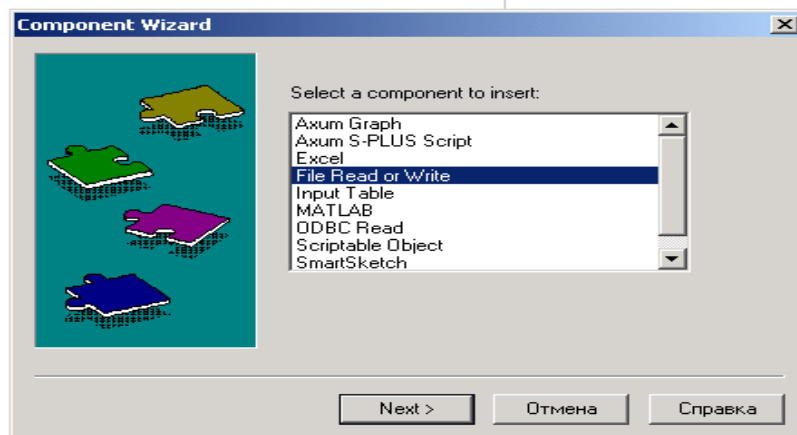 Component Wizard
Select a component to insert:
Axum Graph
Axum S-PLUS Script
Excel
File Read or Write
Input Table
MATLAB
ODBC Read
Scriptable Object
SmartSketch
Next >
Отмена
Справка